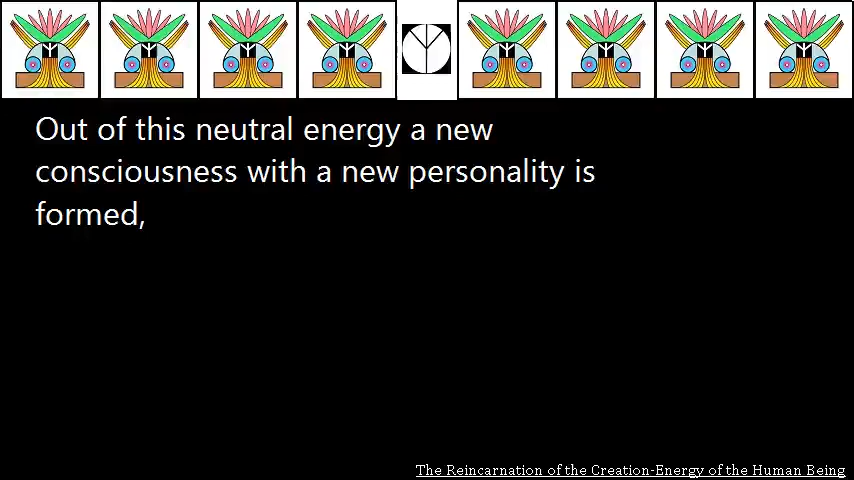 Out of this neutral energy a new
consciousness with a new personality is
formed,
The Reincarnation of the Creation-Energy of the Human Being